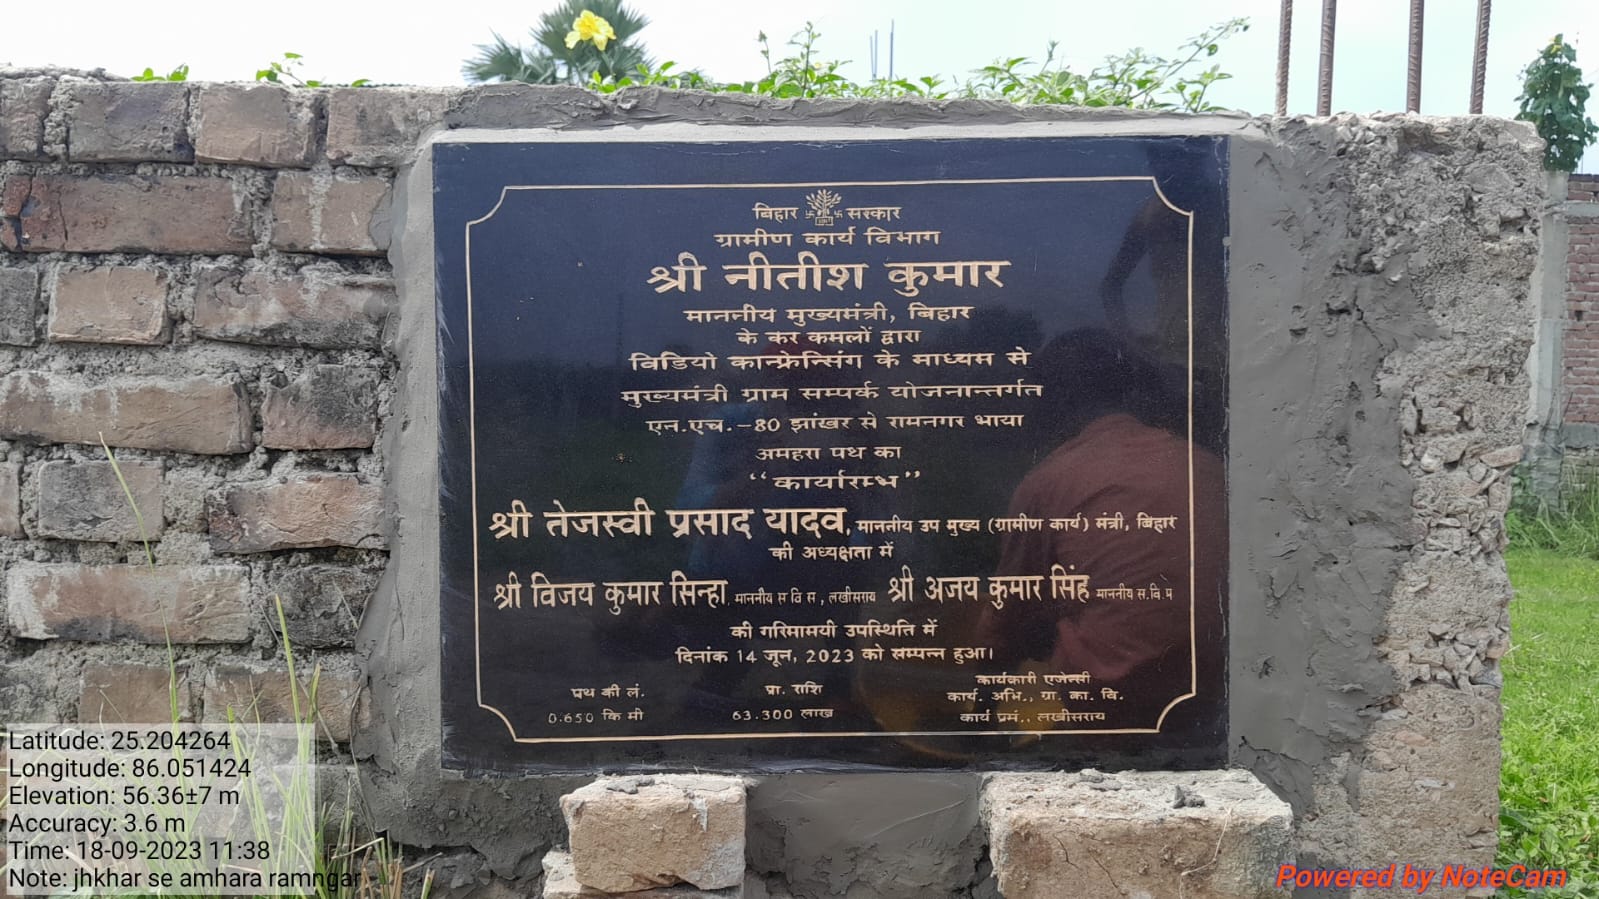 बिहार सरकार
ग्रामीण कार्य विभाग
श्री नीतीश कुमार
माननीय मुख्यमंत्री, बिहार
के कर कमलों द्वारा
विडियो कान्फ्रेन्सिंग के माध्यम से
मुख्यमंत्री ग्राम सम्पर्क योजनान्तर्गत
एन.एच.-80 झांखर से रामनगर भाया
अमहरा पथ का
“कार्यारम्भ”
श्री तेजस्वी प्रसाद यादव, माननीय उप मुख्य (ग्रामीण कार्य) मंत्री, बिहार
की अध्यक्षता में
श्री विजय कुमार सिन्हा, माननीय स वि स, लखीसराय श्री अजय कुमार सिंह माननीय स.वि.प
की गरिमामयी उपस्थिति में
दिनांक 14 जून, 2023 को सम्पन्न हुआ।
पथ की लं. प्रा. राशि कार्यकारी एजेन्सी
कार्य. अभि., ग्रा. का. वि.
0.650 कि मी 63.300 लाख कार्य प्रमं., लखीसराय
Latitude: 25.204264
Longitude: 86.051424
Elevation: 56.36±7 m
Accuracy: 3.6 m
Time: 18-09-2023 11:38
Note: jhkhar se amhara ramngar
Powered by NoteCam